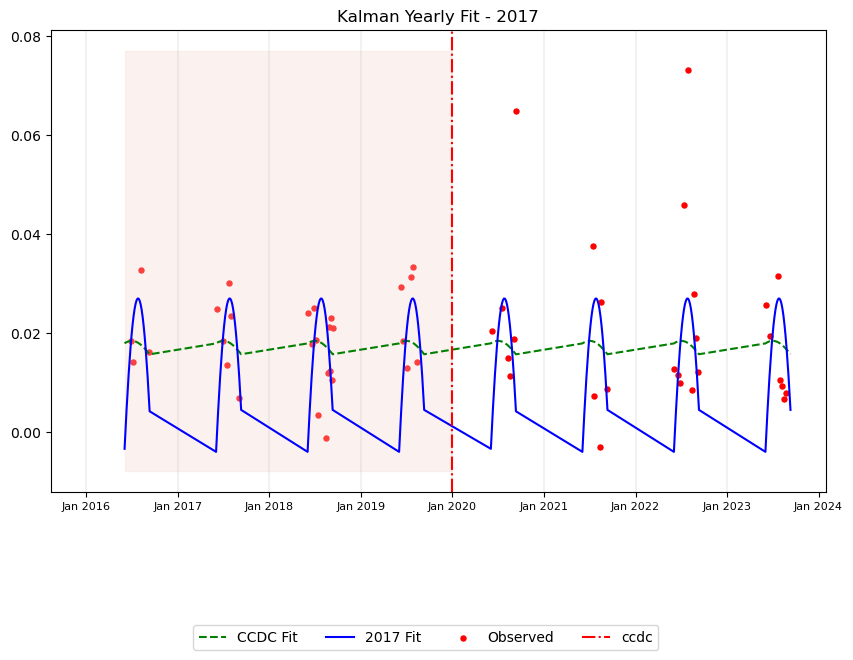 Kalman Yearly Fit - 2017
0.08
0.06
0.04
0.02
0.00
Jan 2016 Jan 2017 Jan 2018 Jan 2019 Jan 2020 Jan 2021 Jan 2022 Jan 2023 Jan 2024
CCDC Fit 2017 Fit Observed ccdc